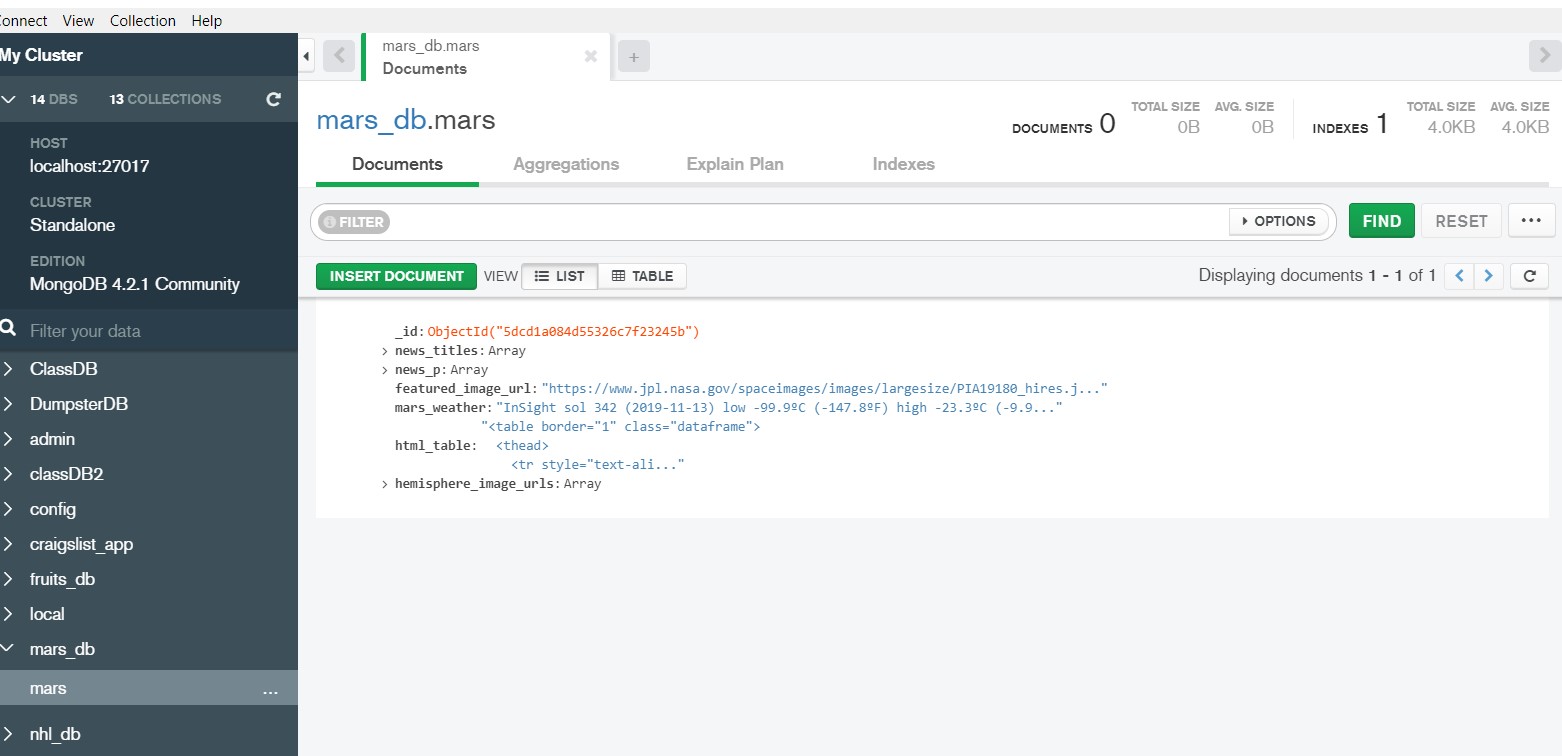 onnect View Collection Help
My Cluster
14 DBS 13 COLLECTIONS
HOST
localhost:27017
CLUSTER
Standalone
EDITION
MongoDB 4.2.1 Community
Filter your data
ClassDB
DumpsterDB
admin
classDB2
config
craigslist_app
fruits_db
local
mars_db
mars ...
nhl_db
mars_db.mars
Documents
mars_db.mars
DOCUMENTS 0 TOTAL SIZE 0B AVG. SIZE 0B INDEXES 1 TOTAL SIZE 4.0KB AVG. SIZE 4.0KB
Documents Aggregations Explain Plan Indexes
FILTER OPTIONS FIND RESET ...
INSERT DOCUMENT VIEW LIST TABLE Displaying documents 1 - 1 of 1
_id: ObjectId("5dcd1a084d55326c7f23245b")
news_titles: Array
news_p: Array
featured_image_url: "https://www.jpl.nasa.gov/spaceimages/images/largesize/PIA19180_hires.j..."
mars_weather: "InSight sol 342 (2019-11-13) low -99.9ºC (-147.8ºF) high -23.3ºC (-9.9..."
"<table border="1" class="dataframe">
html_table: <thead>
<tr style="text-ali..."
hemisphere_image_urls: Array